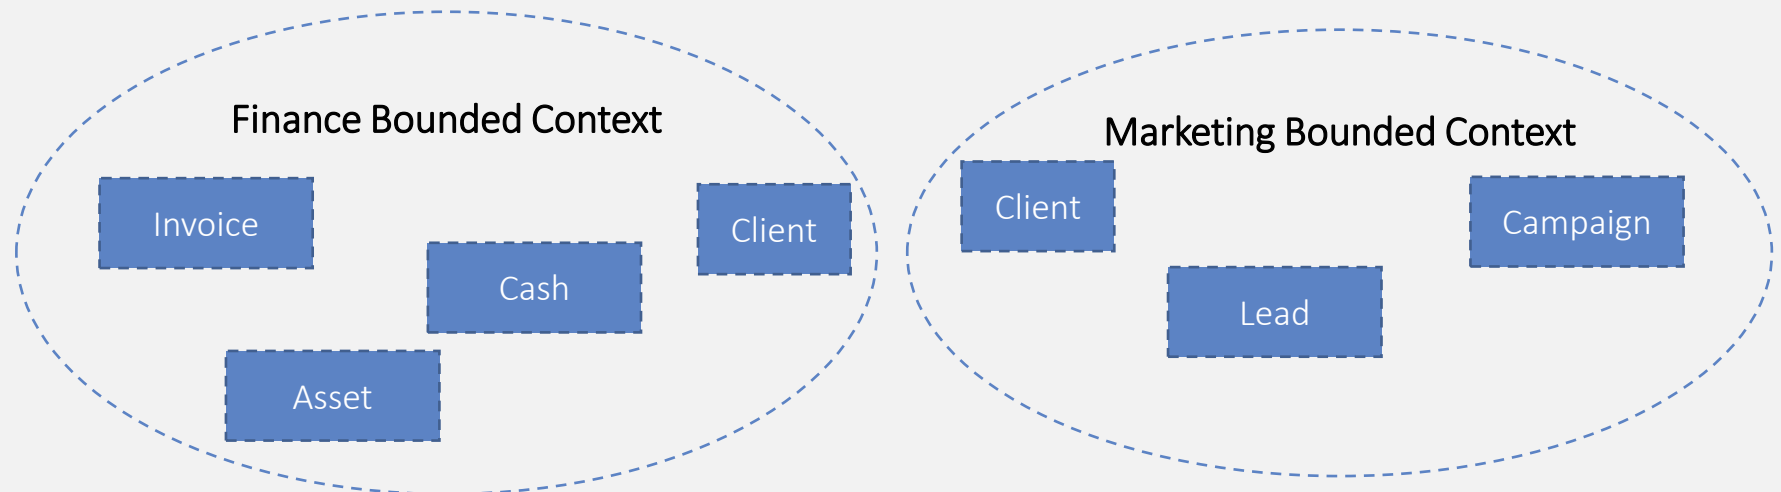 Finance Bounded Context
Invoice
Client
Cash
Asset
Marketing Bounded Context
Client
Campaign
Lead